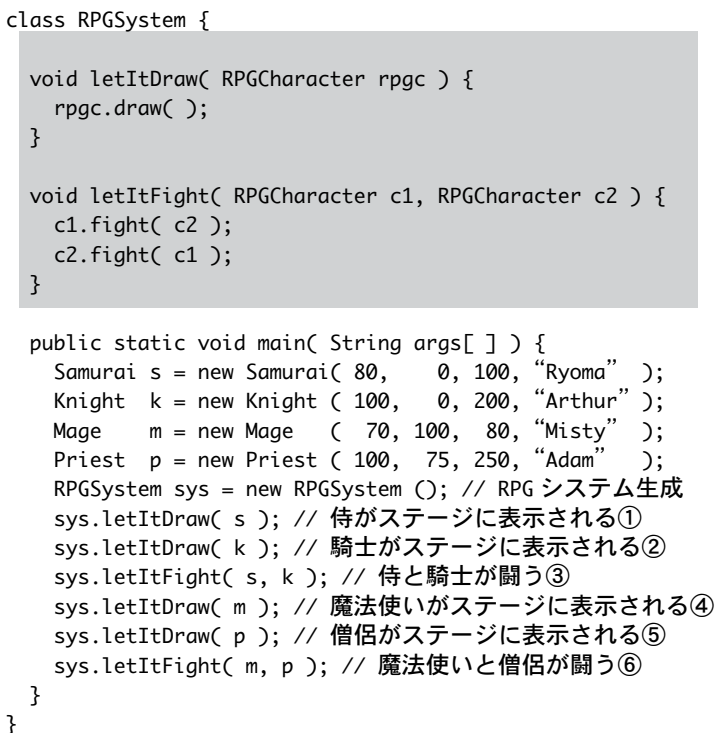 class RPGSystem {
void letItDraw( RPGCharacter rpgc ) {
rpgc.draw( );
}
void letItFight( RPGCharacter c1, RPGCharacter c2 ) {
c1.fight( c2 );
c2.fight( c1 );
}
public static void main( String args[ ] ) {
Samurai s = new Samurai( 80,   0, 100, “Ryoma”  );
Knight  k = new Knight ( 100,   0, 200, “Arthur” );
Mage    m = new Mage   (  70, 100,  80, “Misty”  );
Priest  p = new Priest ( 100,  75, 250, “Adam”   );
RPGSystem sys = new RPGSystem (); // RPG システム生成
sys.letItDraw( s ); // 侍がステージに表示される①
sys.letItDraw( k ); // 騎士がステージに表示される②
sys.letItFight( s, k ); // 侍と騎士が闘う③
sys.letItDraw( m ); // 魔法使いがステージに表示される④
sys.letItDraw( p ); // 僧侶がステージに表示される⑤
sys.letItFight( m, p ); // 魔法使いと僧侶が闘う⑥
}
}